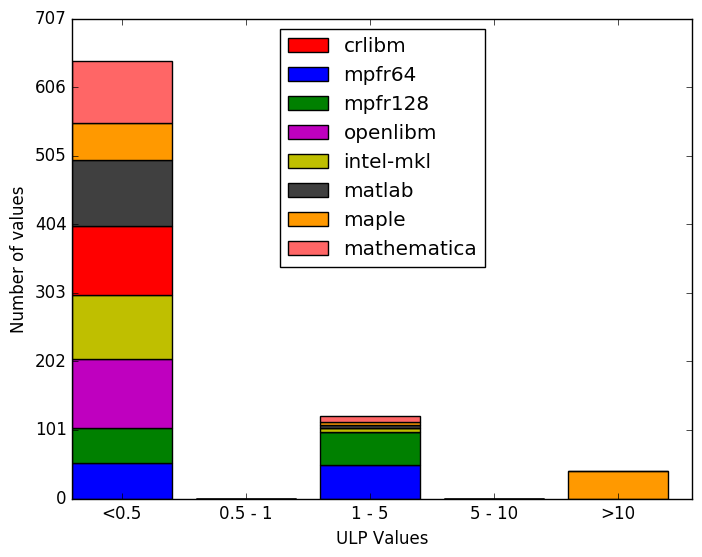 707
606
505
404
303
202
101
0
Number of values
crlibm
mpfr64
mpfr128
openlibm
intel-mkl
matlab
maple
mathematica
<0.5
0.5 - 1
1 - 5
5 - 10
>10
ULP Values